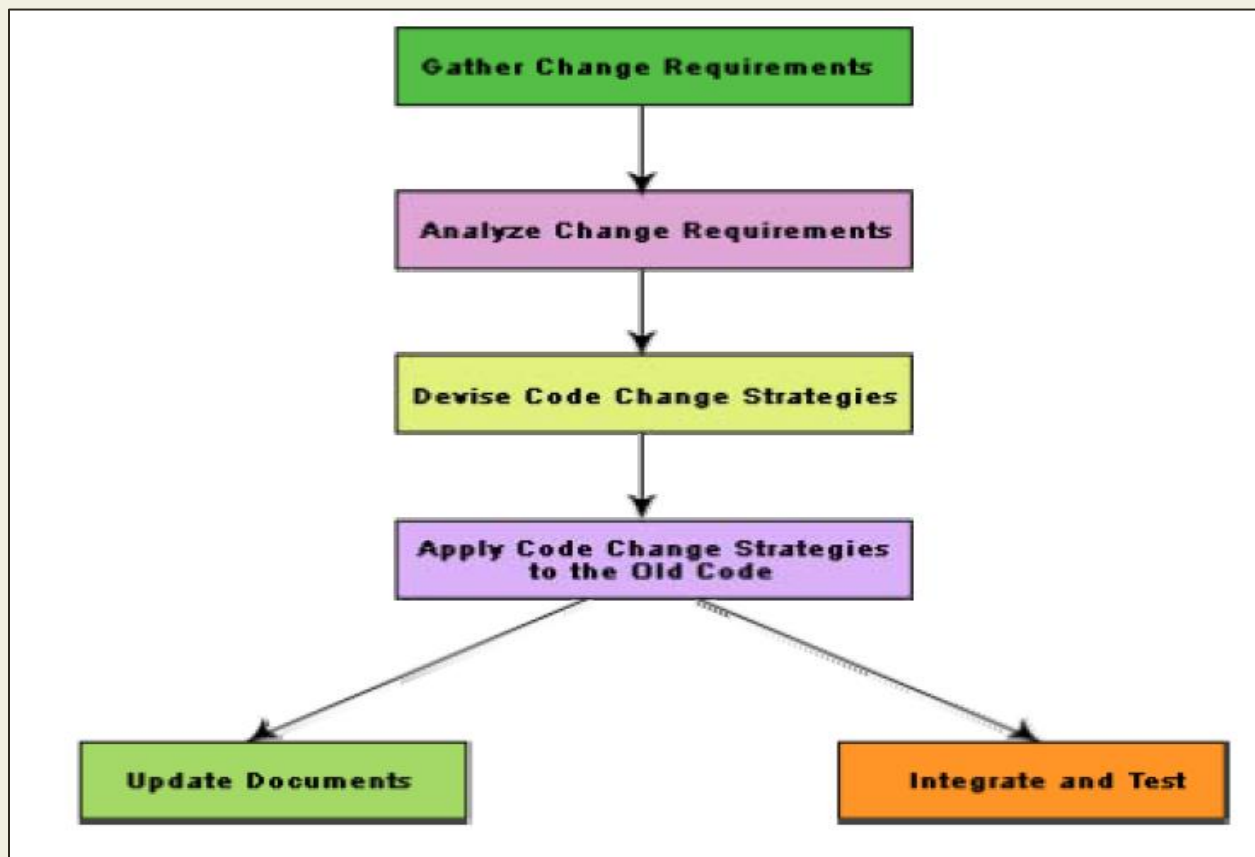 Gather Change Requirements
Analyze Change Requirements
Devise Code Change Strategies
Apply Code Change Strategies
to the Old Code
Update Documents
Integrate and Test